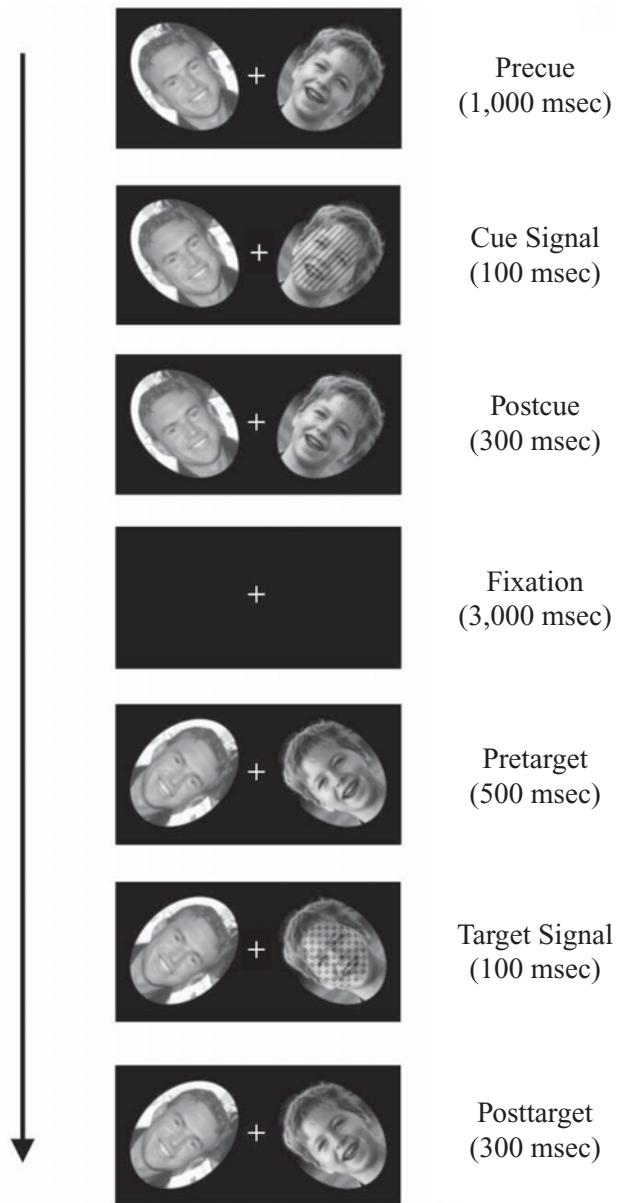 Precue
(1,000 msec)
Cue Signal
(100 msec)
Postcue
(300 msec)
Fixation
(3,000 msec)
Pretarget
(500 msec)
Target Signal
(100 msec)
Posttarget
(300 msec)